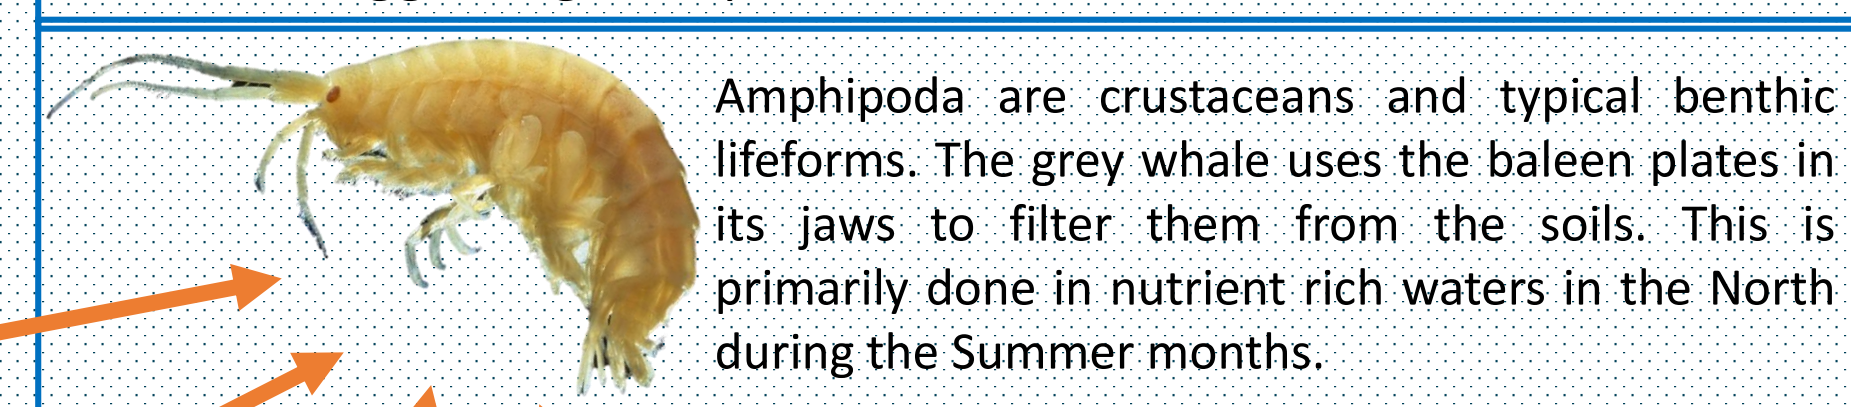 Amphipoda are crustaceans and typical benthic
lifeforms. The grey whale uses the baleen plates in
its jaws to filter them from the soils. This is
primarily done in nutrient rich waters in the North
during the Summer months.